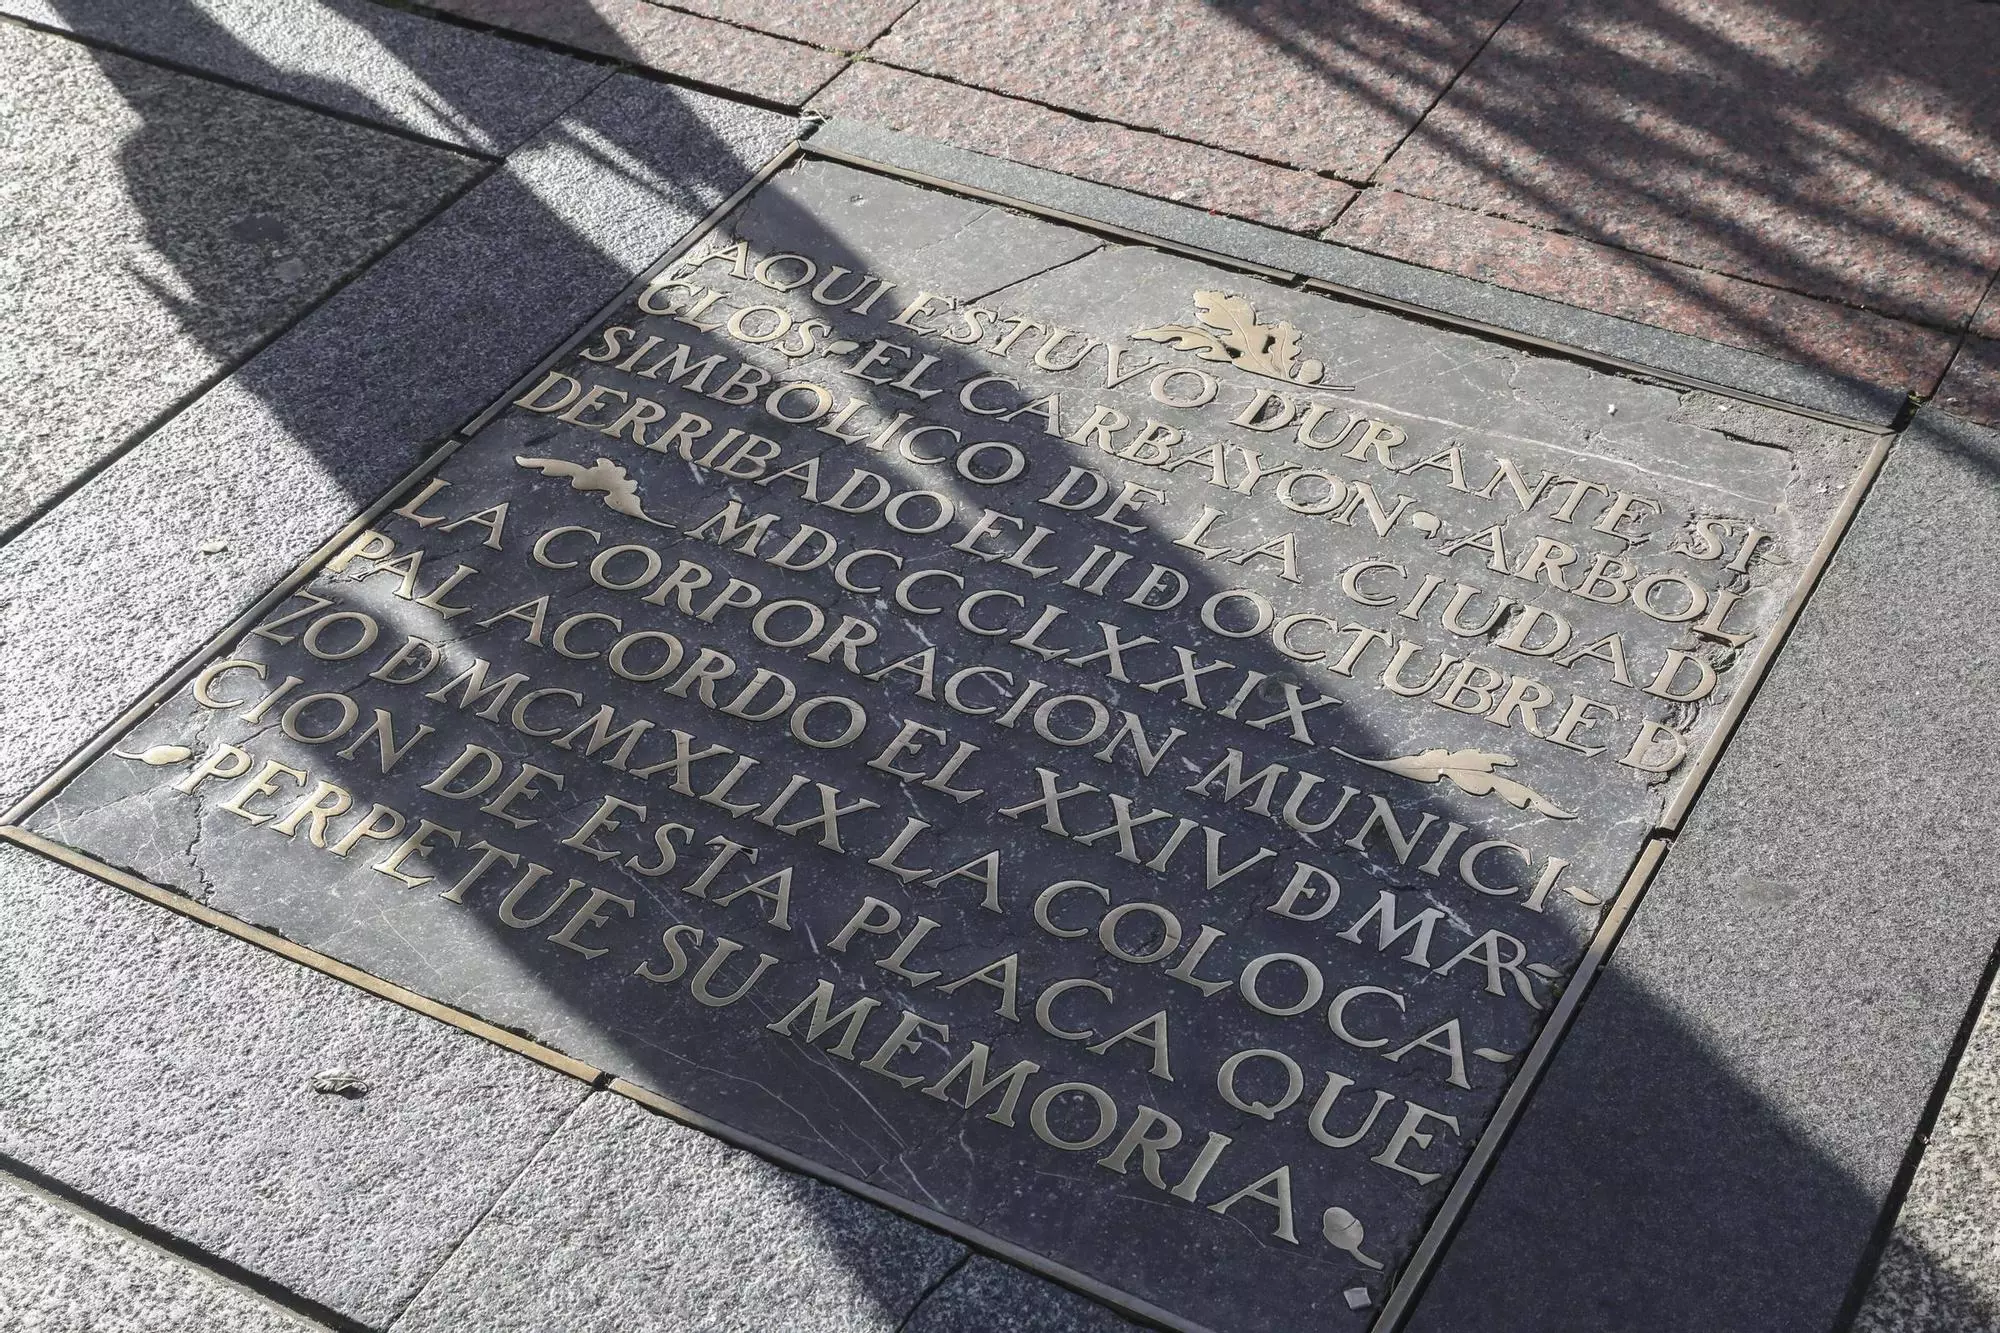 AQUI ESTUVO DURANTE SI-
GLOS · EL CARBAYON · ARBOL
SIMBOLICO DE LA CIUDAD
DERRIBADO EL II Đ OCTUBRE Đ
MDCCCLXXIX
LA CORPORACION MUNICI-
PAL ACORDO EL XXIV Đ MAR-
ZO Đ MCMXLIX LA COLOCA-
CION DE ESTA PLACA QUE
PERPETUE SU MEMORIA